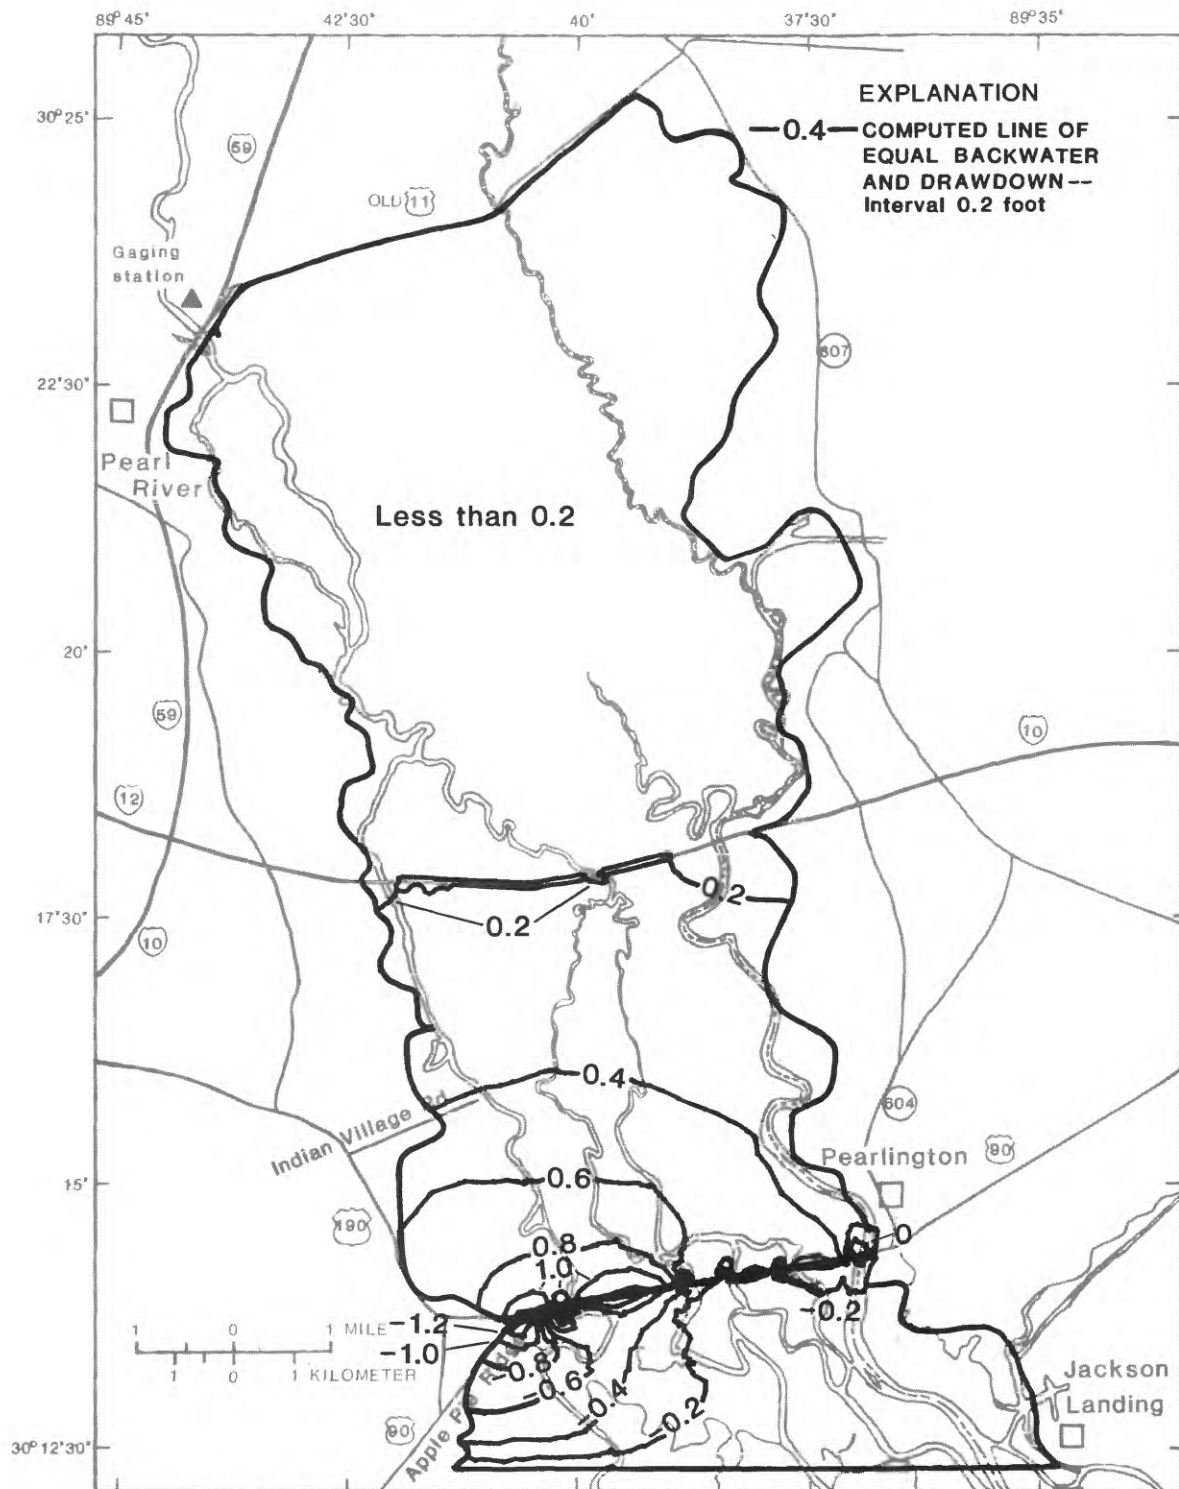 89° 45' 42'30" 40' 37'30" 89°35'
EXPLANATION
30° 25'
—0.4— COMPUTED LINE OF
EQUAL BACKWATER
AND DRAWDOWN--
Interval 0.2 foot
59
OLD 11
Gaging
station
607
22'30"
Pearl
River
Less than 0.2
20'
59
10
12
0.2
0.2
17'30"
10
0.4
604
Indian Village Rd
90
Pearlington
0.6
15'
190
0
0.8
1.0
-0.2
1 0 1 MILE
-1.2
-1.0
1 0 1 KILOMETER
-0.8
-0.6
Jackson
Landing
-0.4
-0.2
90
Apple Pie Ridge
30° 12'30"